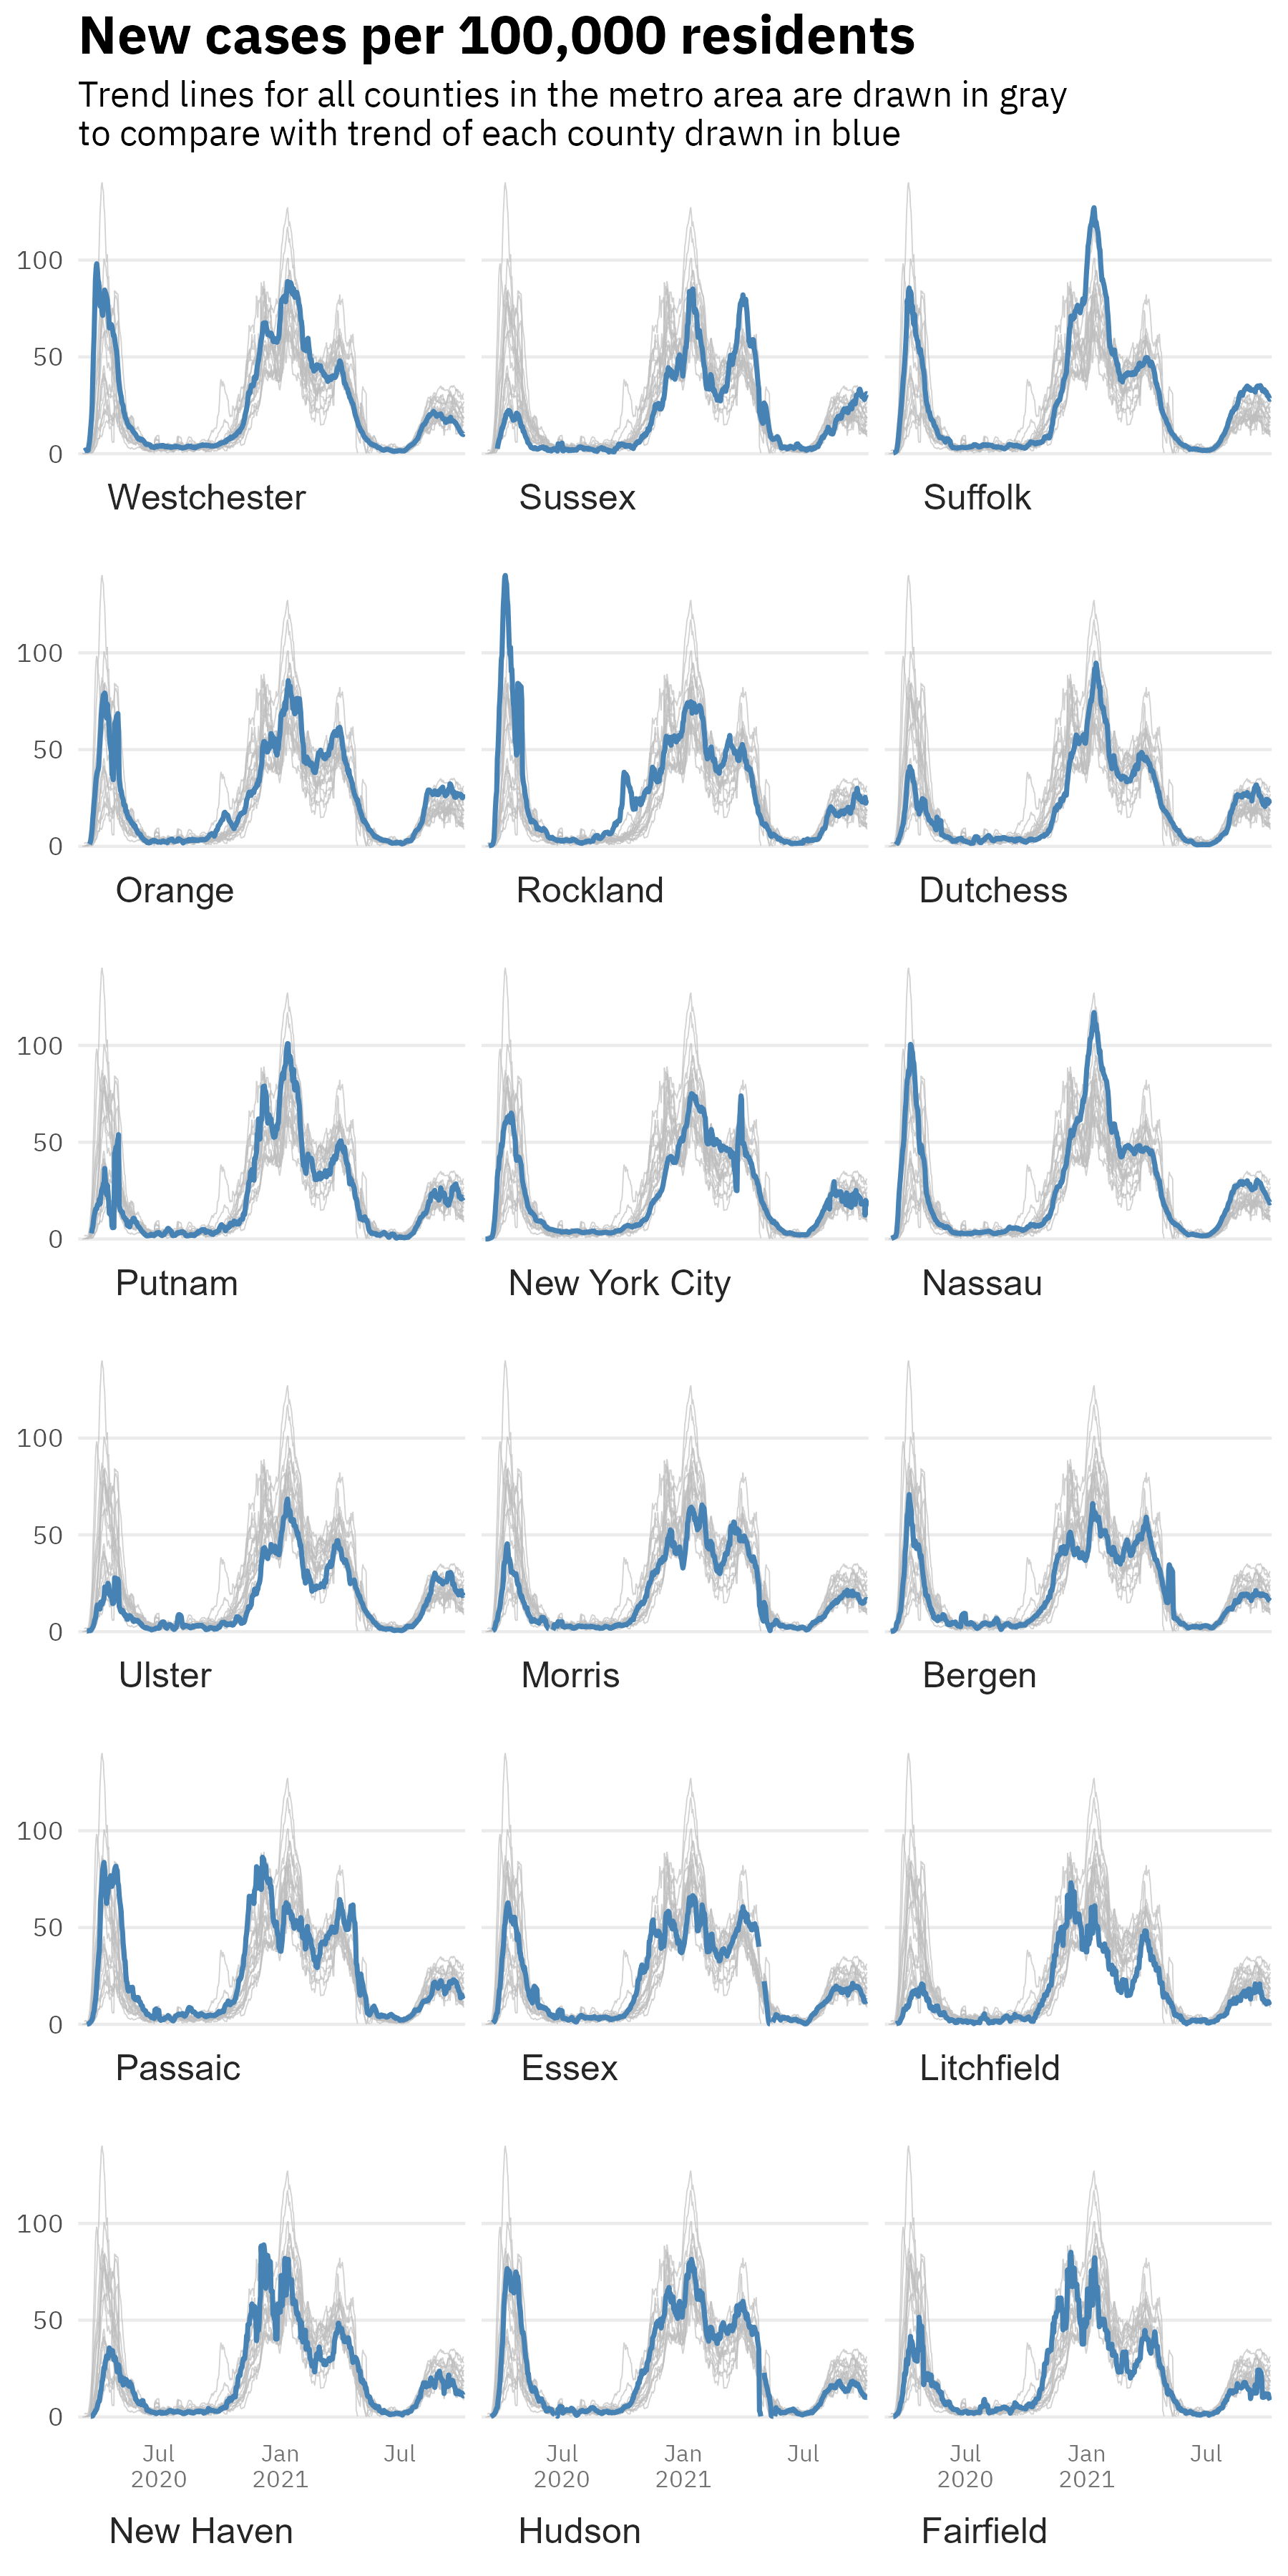 New cases per 100,000 residents
Trend lines for all counties in the metro area are drawn in gray
to compare with trend of each county drawn in blue
100
50
0
Westchester
Sussex
Suffolk
100
50
0
Orange
Rockland
Dutchess
100
50
0
Putnam
New York City
Nassau
100
50
0
Ulster
Morris
Bergen
100
50
0
Passaic
Essex
Litchfield
100
50
0
Jul
2020
Jan
2021
Jul
Jul
2020
Jan
2021
Jul
Jul
2020
Jan
2021
Jul
New Haven
Hudson
Fairfield